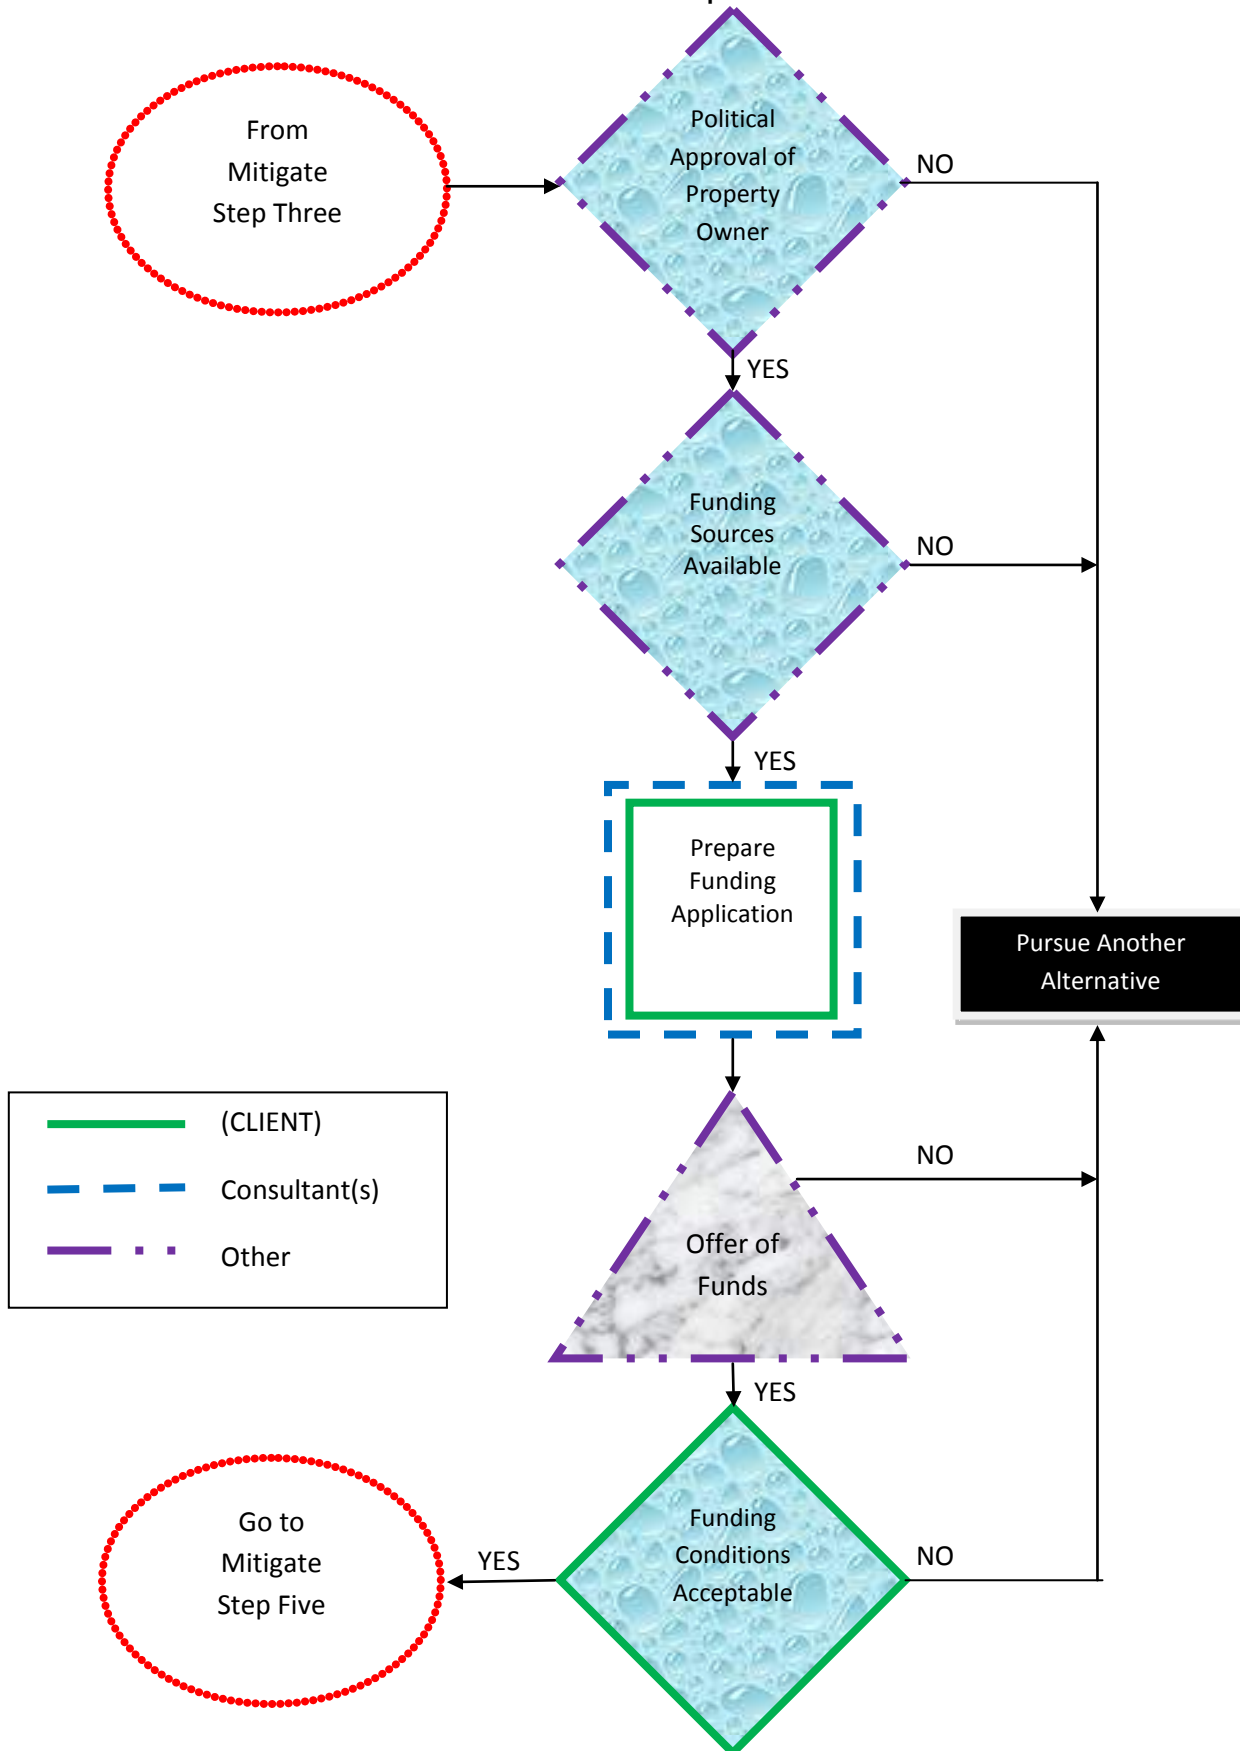 From
Mitigate
Step Three
Political
Approval of
Property
Owner
NO
YES
Funding
Sources
Available
NO
YES
Prepare
Funding
Application
Pursue Another
Alternative
(CLIENT)
Consultant(s)
Other
NO
Offer of
Funds
YES
Go to
Mitigate
Step Five
YES
Funding
Conditions
Acceptable
NO